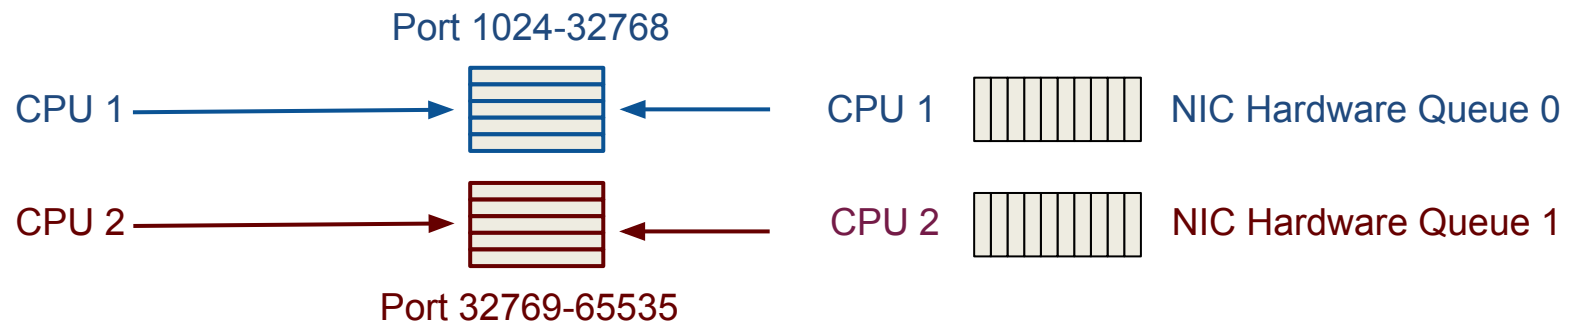 Port 1024-32768
CPU 1 CPU 1 NIC Hardware Queue 0
CPU 2 CPU 2 NIC Hardware Queue 1
Port 32769-65535